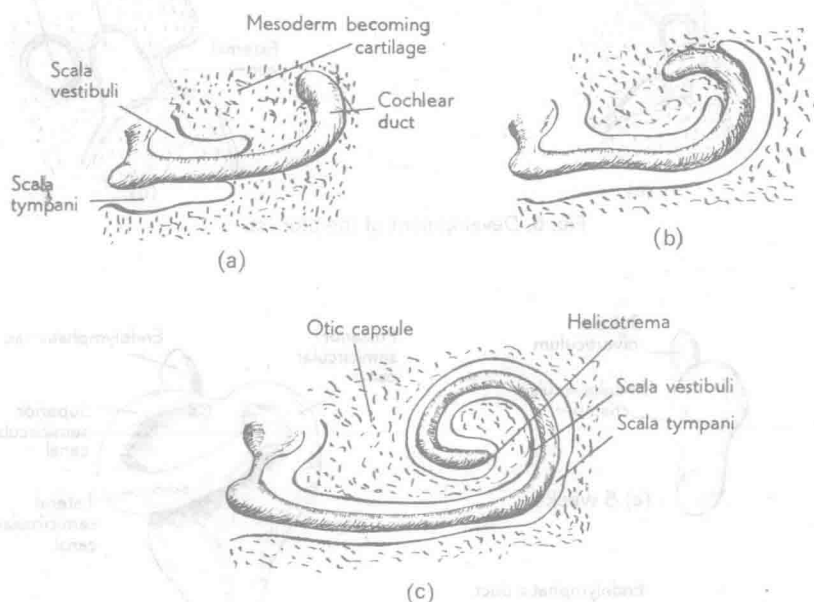 Mesoderm becoming
cartilage
Scala
vestibuli
Cochlear
duct
Scala
tympani
(a)
(b)
Otic capsule
Helicotrema
Scala vestibuli
Scala tympani
(c)